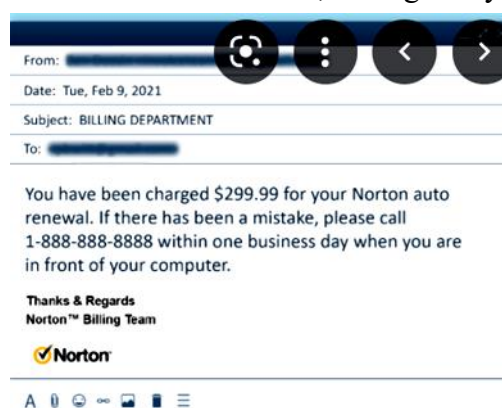 From:
Date: Tue, Feb 9, 2021
Subject: BILLING DEPARTMENT
To:
You have been charged $299.99 for your Norton auto
renewal. If there has been a mistake, please call
1-888-888-8888 within one business day when you are
in front of your computer.
Thanks & Regards
Norton™ Billing Team
Norton
A